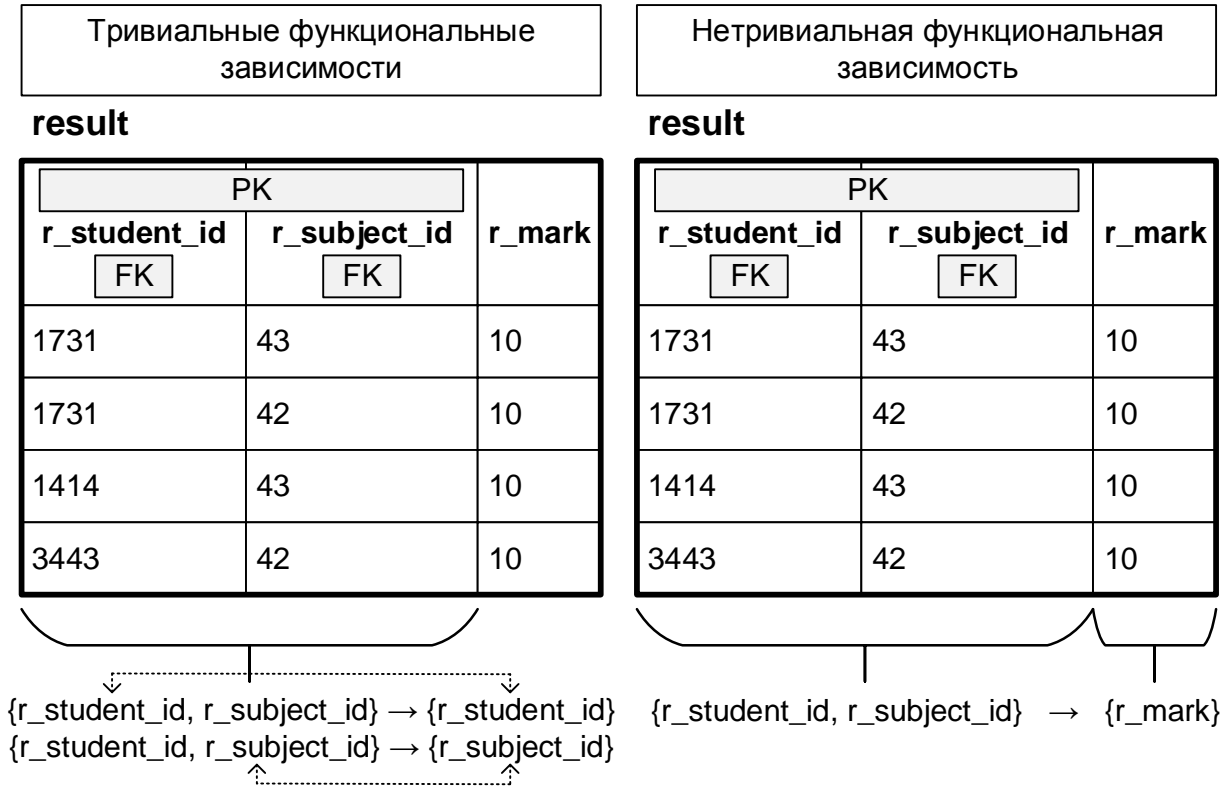 Тривиальные функциональные
зависимости
result
PK
r_student_id r_subject_id r_mark
FK FK
1731 43 10
1731 42 10
1414 43 10
3443 42 10
{r_student_id, r_subject_id} → {r_student_id}
{r_student_id, r_subject_id} → {r_subject_id}
Нетривиальная функциональная
зависимость
result
PK
r_student_id r_subject_id r_mark
FK FK
1731 43 10
1731 42 10
1414 43 10
3443 42 10
{r_student_id, r_subject_id} → {r_mark}